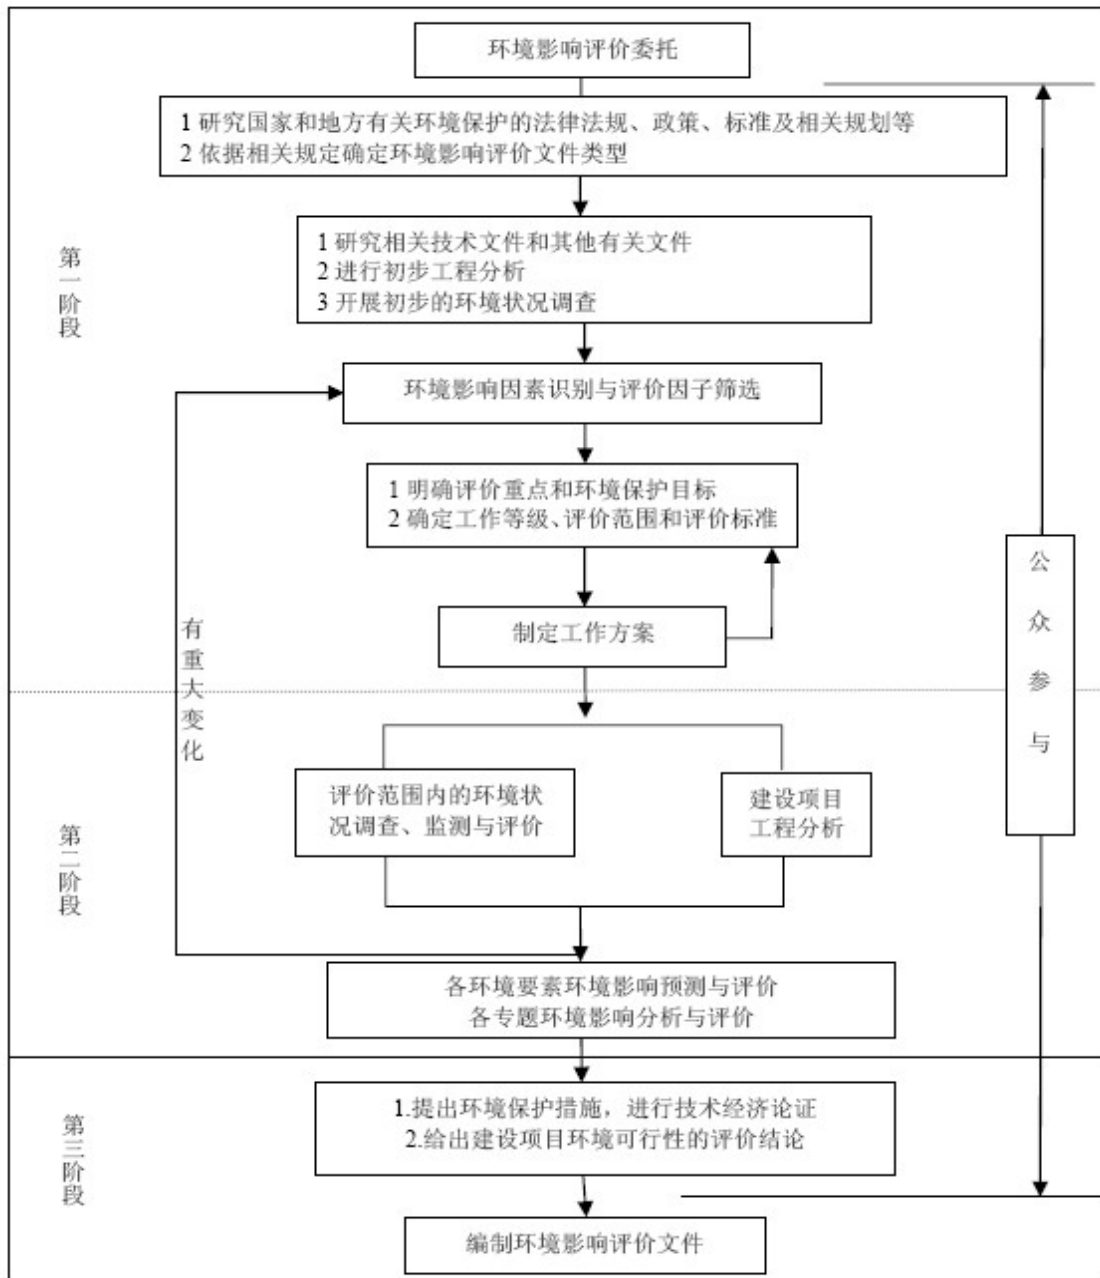 环境影响评价委托
1 研究国家和地方有关环境保护的法律法规、政策、标准及相关规划等
2 依据相关规定确定环境影响评价文件类型
1 研究相关技术文件和其他有关文件
2 进行初步工程分析
3 开展初步的环境状况调查
第一阶段
环境影响因素识别与评价因子筛选
1 明确评价重点和环境保护目标
2 确定工作等级、评价范围和评价标准
制定工作方案
有重大变化
公众参与
评价范围内的环境状
况调查、监测与评价
建设项目
工程分析
第二阶段
各环境要素环境影响预测与评价
各专题环境影响分析与评价
1.提出环境保护措施，进行技术经济论证
2.给出建设项目环境可行性的评价结论
第三阶段
编制环境影响评价文件